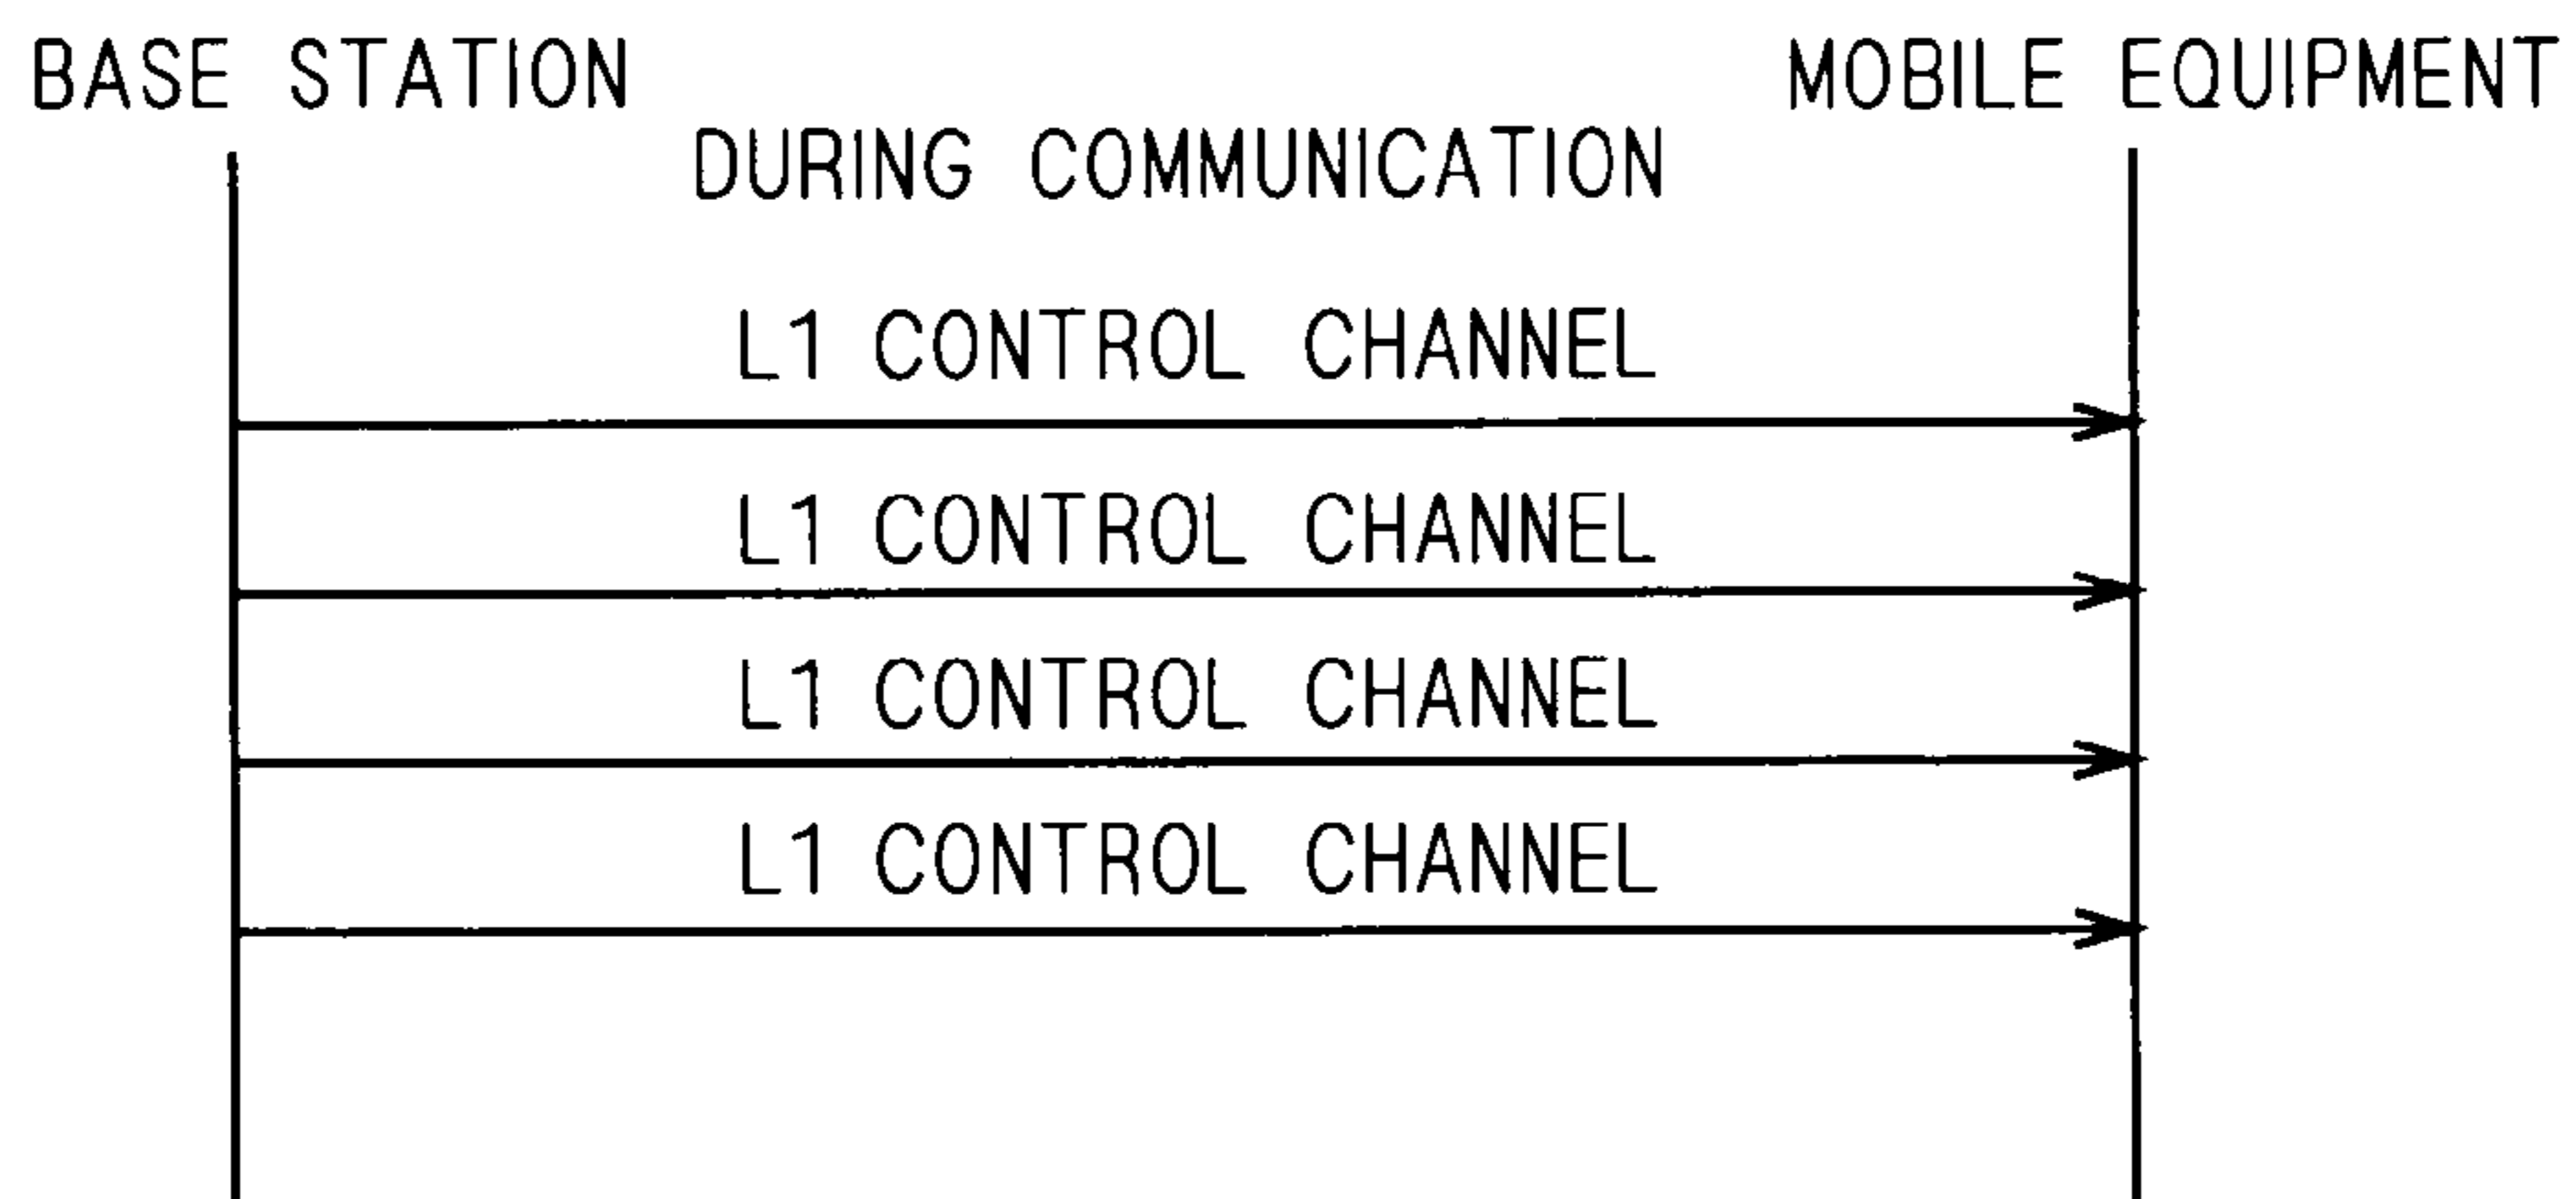 BASE STATION
MOBILE EQUIPMENT
DURING COMMUNICATION
L1 CONTROL CHANNEL
L1 CONTROL CHANNEL
L1 CONTROL CHANNEL
L1 CONTROL CHANNEL